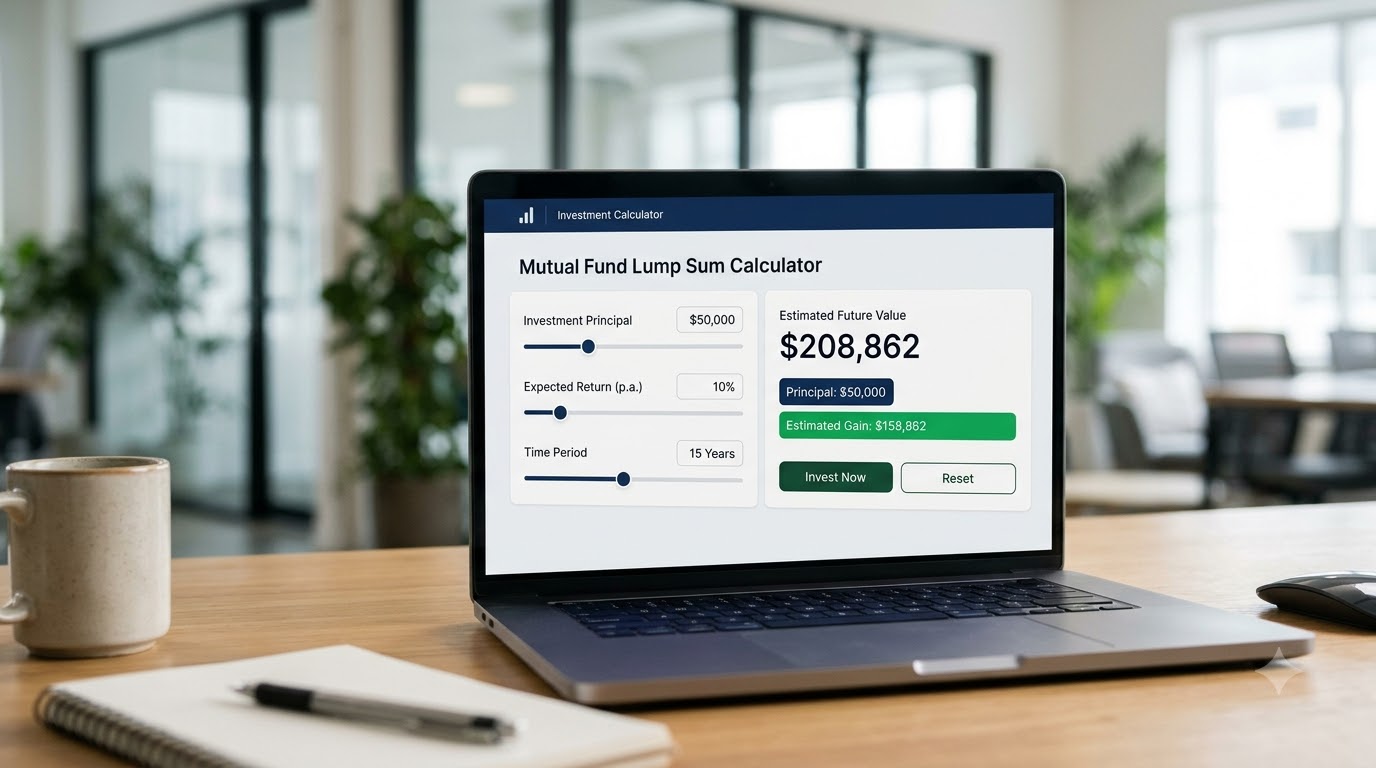 Investment Calculator
Mutual Fund Lump Sum Calculator
Investment Principal $50,000
Expected Return (p.a.) 10%
Time Period 15 Years
Estimated Future Value
$208,862
Principal: $50,000
Estimated Gain: $158,862
Invest Now Reset